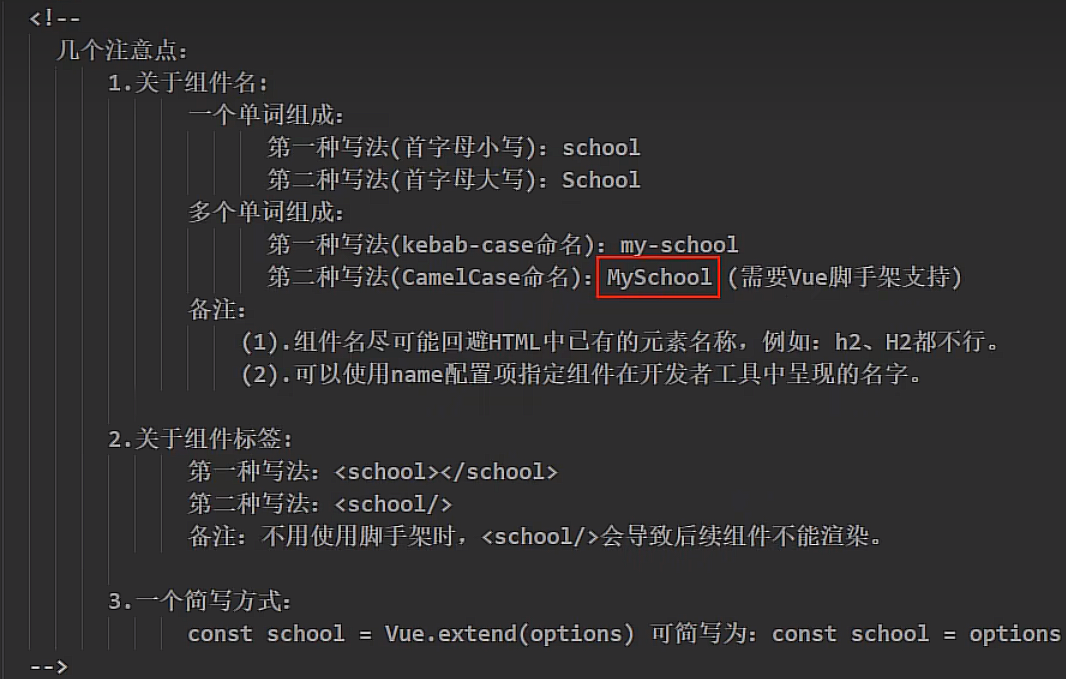 <!--
几个注意点：
1.关于组件名：
一个单词组成：
第一种写法(首字母小写)：school
第二种写法(首字母大写)：School
多个单词组成：
第一种写法(kebab-case命名)：my-school
第二种写法(CamelCase命名)：MySchool (需要Vue脚手架支持)
备注：
(1).组件名尽可能回避HTML中已有的元素名称，例如：h2、H2都不行。
(2).可以使用name配置项指定组件在开发者工具中呈现的名字。
2.关于组件标签：
第一种写法：<school></school>
第二种写法：<school/>
备注：不用使用脚手架时，<school/>会导致后续组件不能渲染。
3.一个简写方式：
const school = Vue.extend(options) 可简写为：const school = options
-->